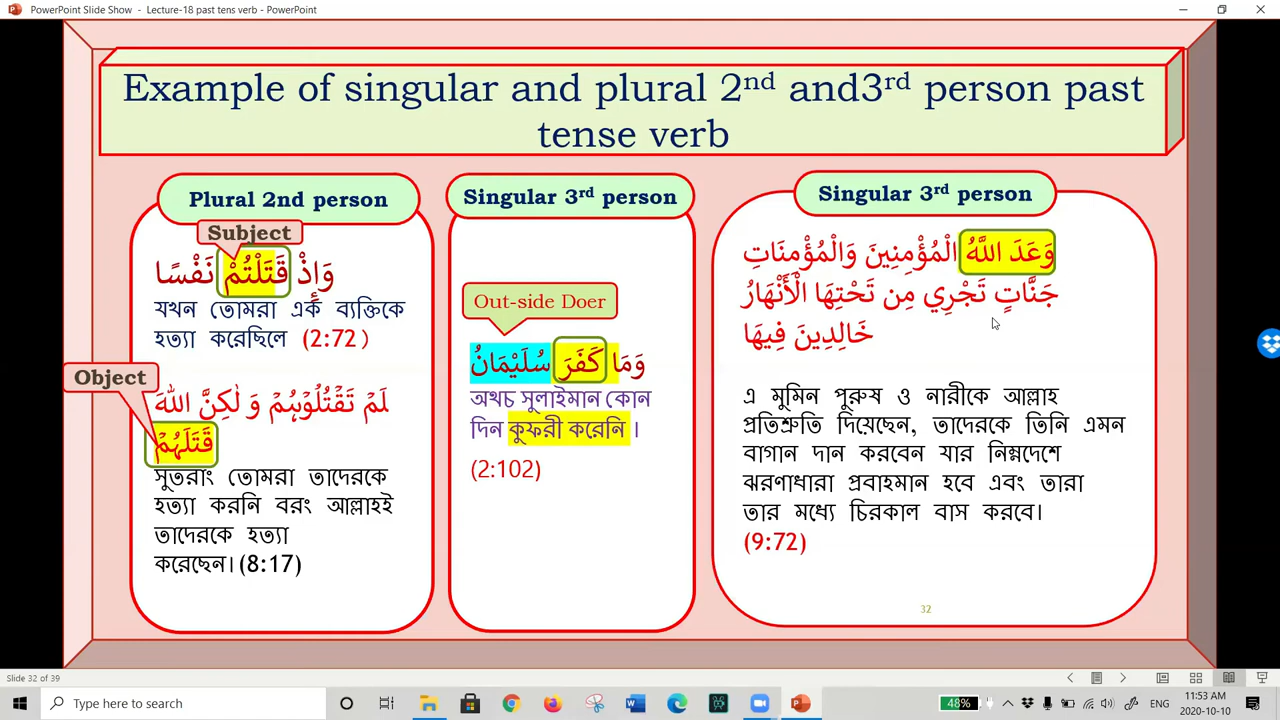 PowerPoint Slide Show - Lecture-18 past tens verb - PowerPoint
Example of singular and plural 2nd and3rd person past
tense verb
Plural 2nd person
Subject
وَإِذْ قَتَلْتُمْ نَفْسًا
যখন তোমরা এক ব্যক্তিকে
হত্যা করেছিলে (2:72)
Object
لَمْ تَقْتُلُوْہُمْ وَ لٰکِنَّ اللّٰہَ
قَتَلَہُمْ
সুতরাং তোমরা তাদেরকে
হত্যা করনি বরং আল্লাহই
তাদেরকে হত্যা
করেছেন।(8:17)
Singular 3rd person
Out-side Doer
وَمَا كَفَرَ سُلَيْمَانُ
অথচ সুলাইমান কোন
দিন কুফরী করেনি ।
(2:102)
Singular 3rd person
وَعَدَ اللَّهُ الْمُؤْمِنِينَ وَالْمُؤْمِنَاتِ
جَنَّاتٍ تَجْرِي مِن تَحْتِهَا الْأَنْهَارُ
خَالِدِينَ فِيهَا
এ মুমিন পুরুষ ও নারীকে আল্লাহ
প্রতিশ্রুতি দিয়েছেন, তাদেরকে তিনি এমন
বাগান দান করবেন যার নিম্নদেশে
ঝরণাধারা প্রবাহমান হবে এবং তারা
তার মধ্যে চিরকাল বাস করবে।
(9:72)
32
Slide 32 of 39
Type here to search
48%
ENG
11:53 AM
2020-10-10